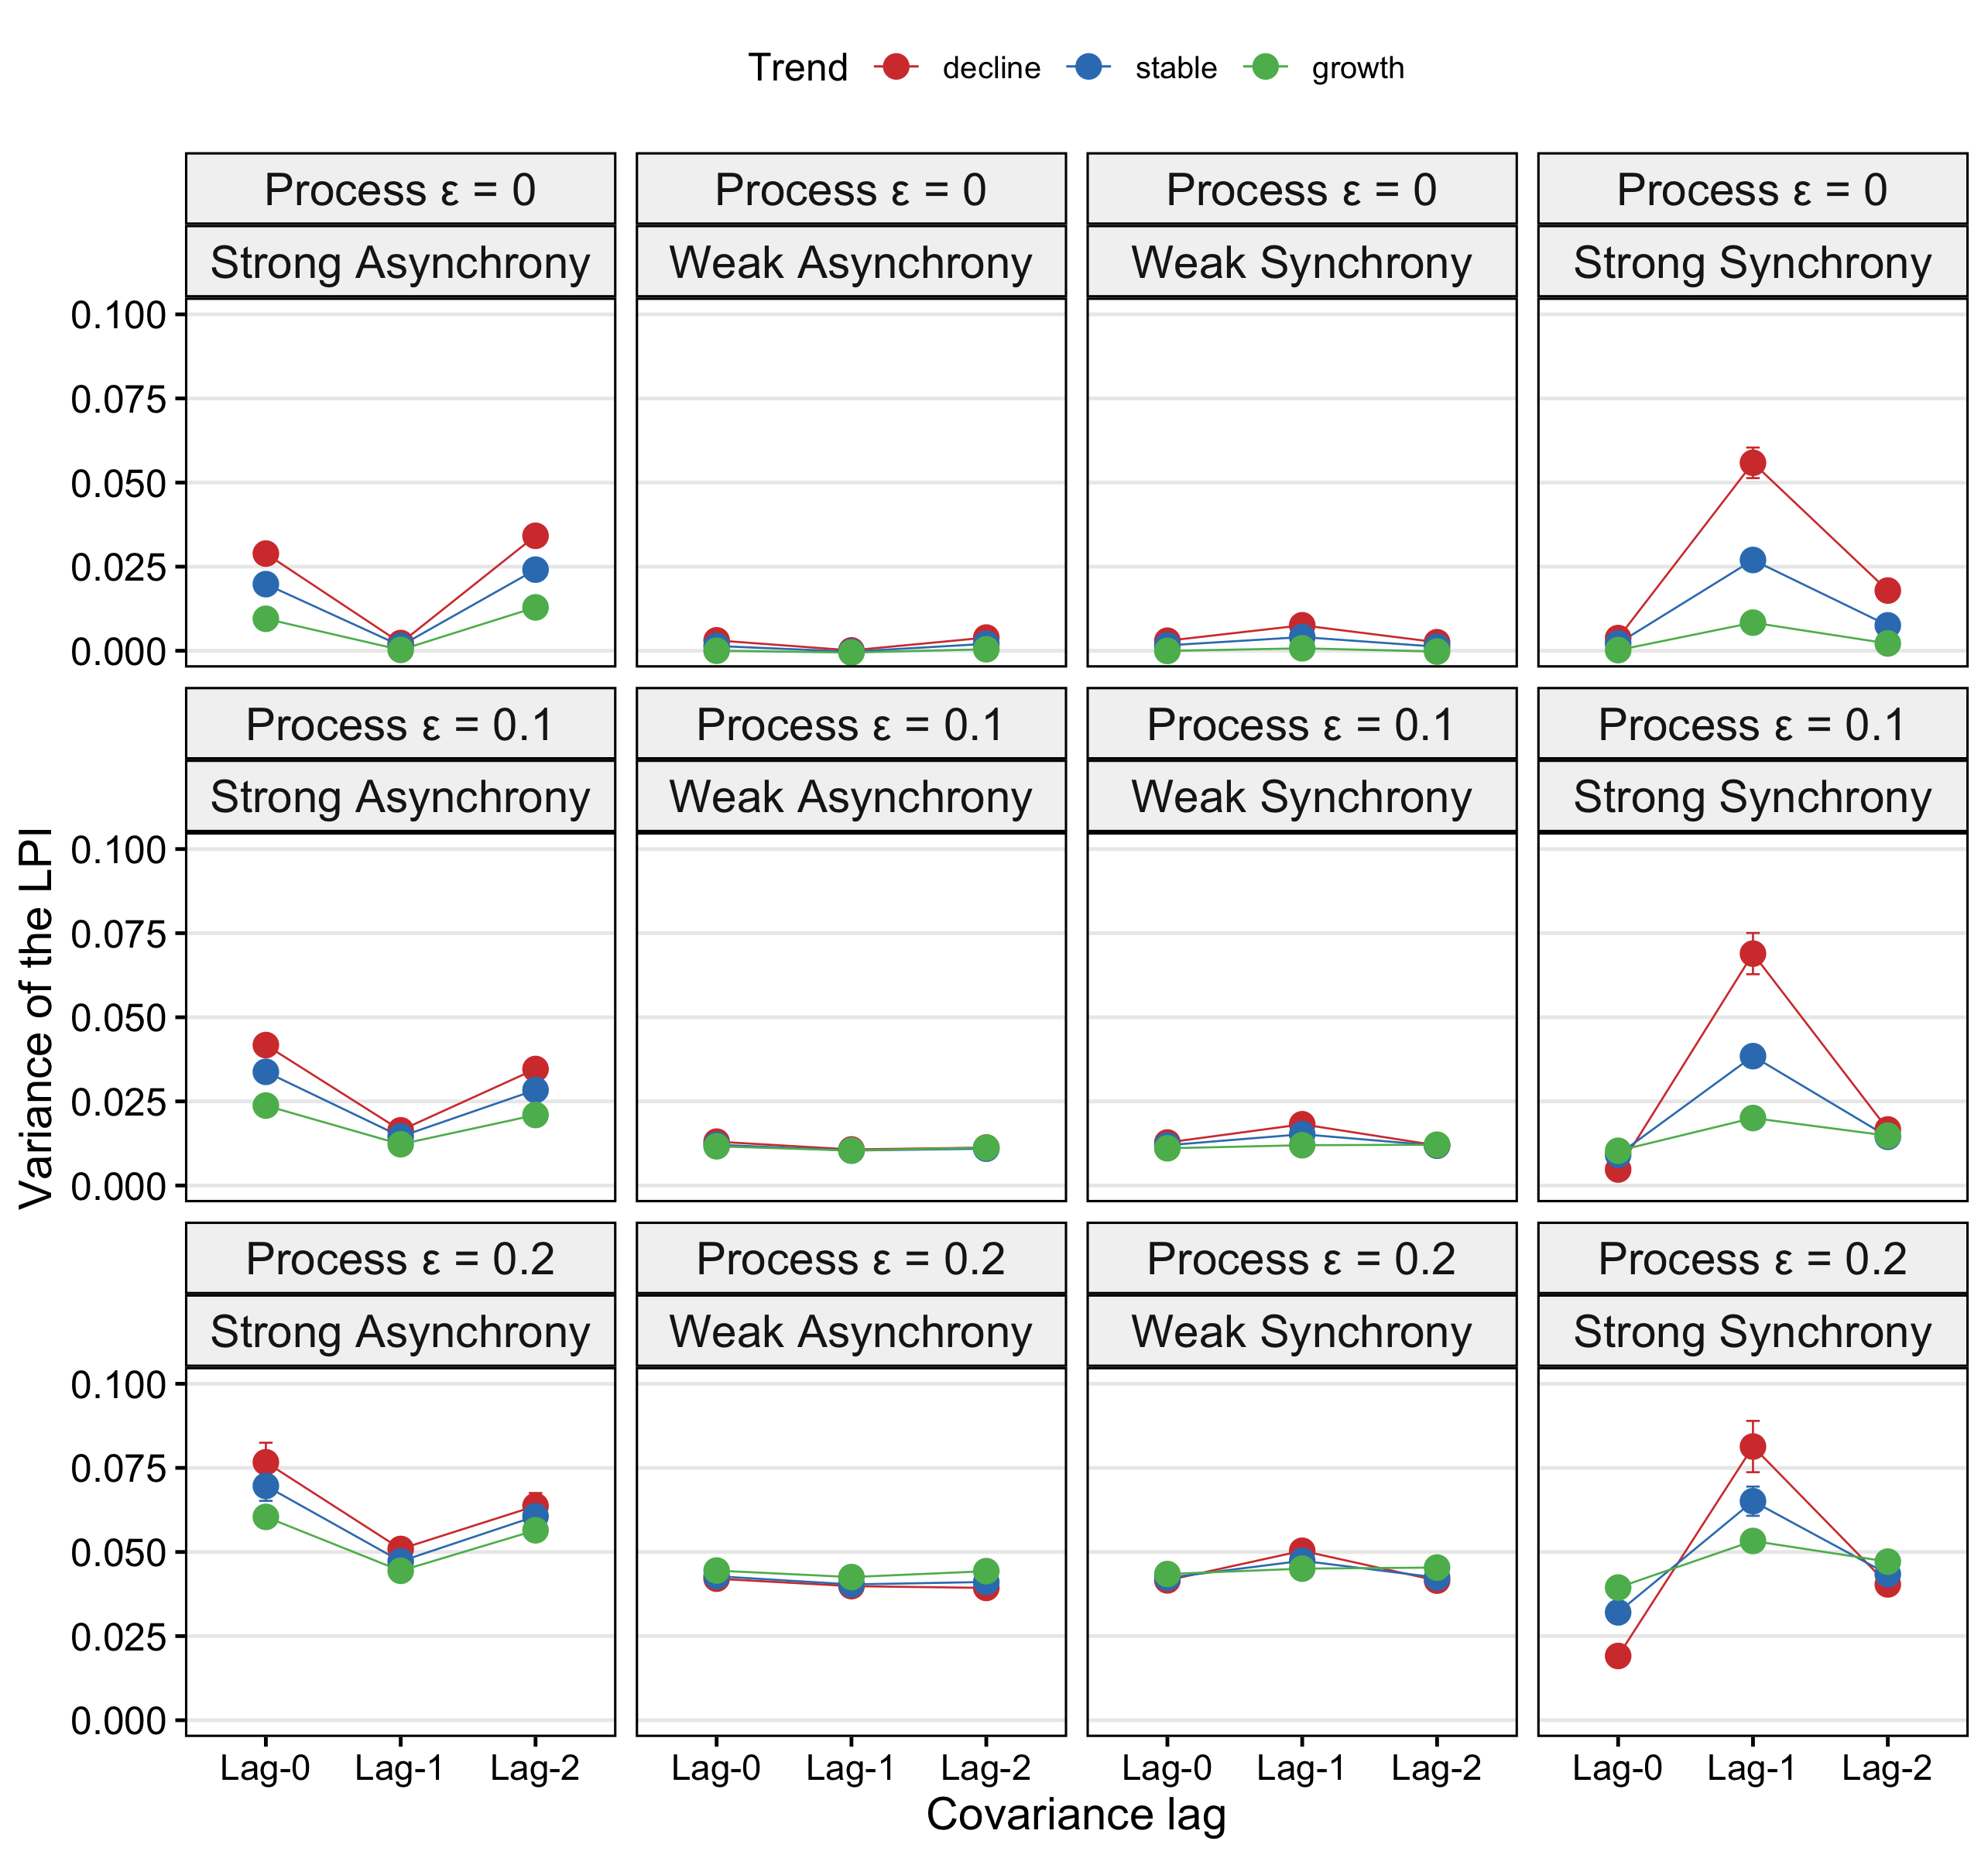 Trend decline stable growth
Process ε = 0 Process ε = 0 Process ε = 0 Process ε = 0
Strong Asynchrony Weak Asynchrony Weak Synchrony Strong Synchrony
0.100
0.075
0.050
0.025
0.000
Process ε = 0.1 Process ε = 0.1 Process ε = 0.1 Process ε = 0.1
Strong Asynchrony Weak Asynchrony Weak Synchrony Strong Synchrony
0.100
0.075
0.050
0.025
0.000
Process ε = 0.2 Process ε = 0.2 Process ε = 0.2 Process ε = 0.2
Strong Asynchrony Weak Asynchrony Weak Synchrony Strong Synchrony
0.100
0.075
0.050
0.025
0.000
Variance of the LPI
Lag-0 Lag-1 Lag-2 Lag-0 Lag-1 Lag-2 Lag-0 Lag-1 Lag-2 Lag-0 Lag-1 Lag-2
Covariance lag